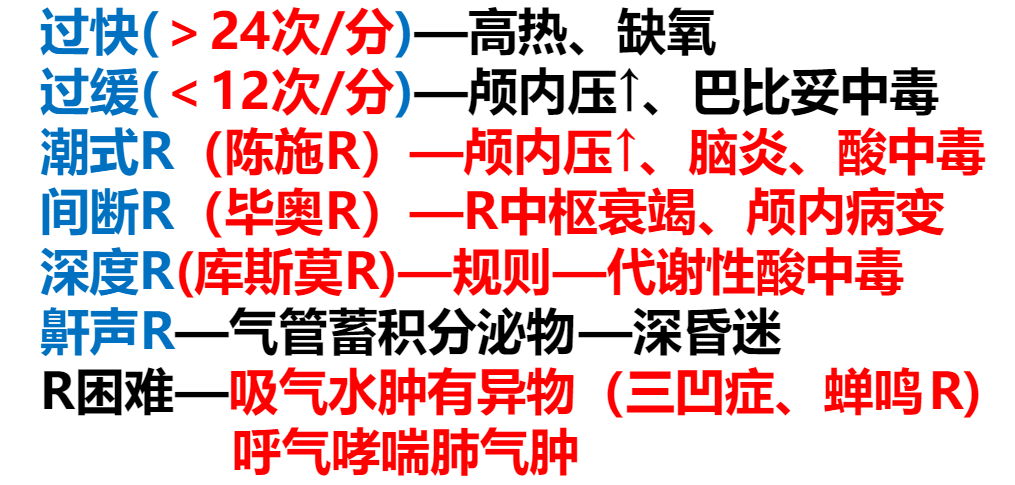 过快(＞24次/分)—高热、缺氧
过缓(＜12次/分)—颅内压↑、巴比妥中毒
潮式R（陈施R）—颅内压↑、脑炎、酸中毒
间断R（毕奥R）—R中枢衰竭、颅内病变
深度R(库斯莫R)—规则—代谢性酸中毒
鼾声R—气管蓄积分泌物—深昏迷
R困难—吸气水肿有异物（三凹症、蝉鸣R)
呼气哮喘肺气肿